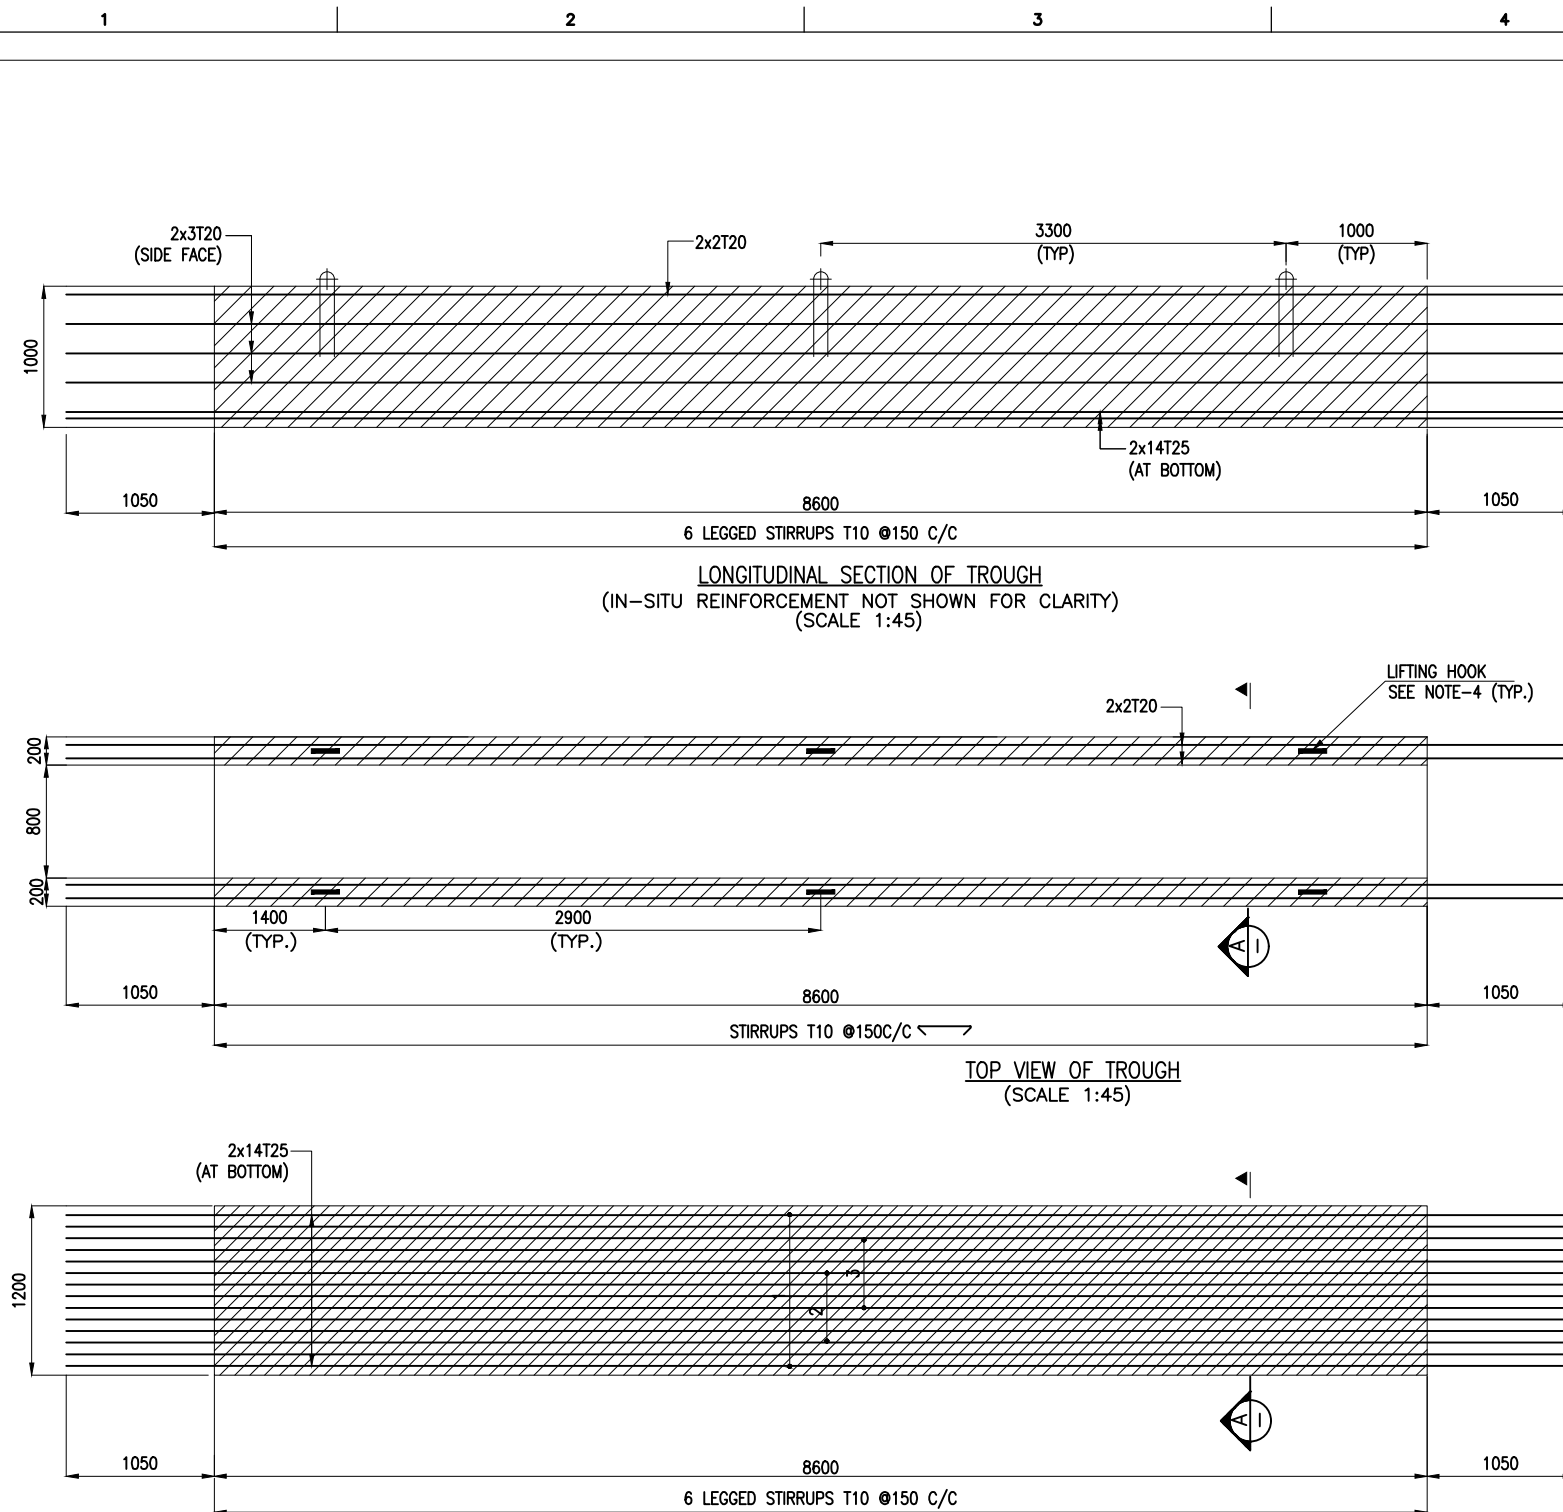 1 2 3 4
2x3T20
(SIDE FACE)
2x2T20
3300
(TYP)
1000
(TYP)
1000
2x14T25
(AT BOTTOM)
1050
8600
1050
6 LEGGED STIRRUPS T10 @150 C/C
LONGITUDINAL SECTION OF TROUGH
(IN-SITU REINFORCEMENT NOT SHOWN FOR CLARITY)
(SCALE 1:45)
LIFTING HOOK
SEE NOTE-4 (TYP.)
2x2T20
200
800
200
1400
(TYP.)
2900
(TYP.)
A
1050
8600
1050
STIRRUPS T10 @150C/C
TOP VIEW OF TROUGH
(SCALE 1:45)
2x14T25
(AT BOTTOM)
1200
2
3
A
1050
8600
1050
6 LEGGED STIRRUPS T10 @150 C/C